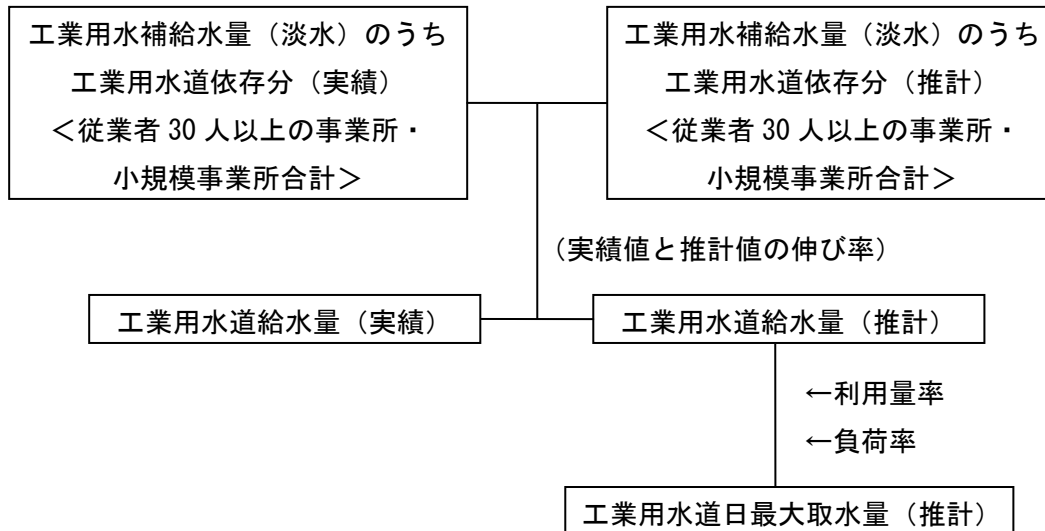 工業用水補給水量（淡水）のうち
工業用水道依存分（実績）
＜従業者 30 人以上の事業所・
小規模事業所合計＞
工業用水補給水量（淡水）のうち
工業用水道依存分（推計）
＜従業者 30 人以上の事業所・
小規模事業所合計＞
（実績値と推計値の伸び率）
工業用水道給水量（実績）
工業用水道給水量（推計）
←利用量率
←負荷率
工業用水道日最大取水量（推計）